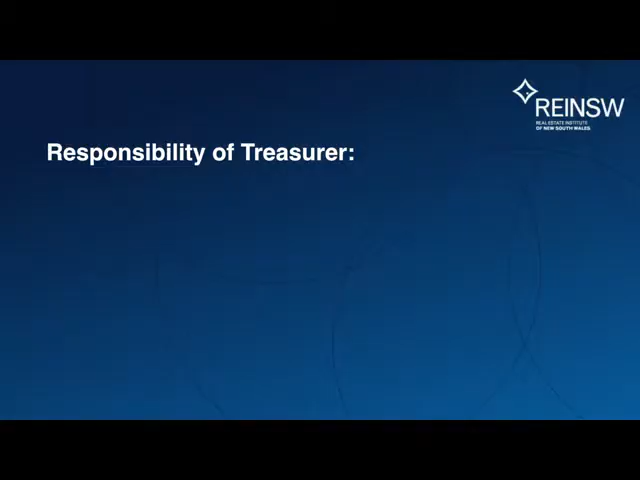 REINSW
REAL ESTATE INSTITUTE
OF NEW SOUTH WALES
Responsibility of Treasurer: